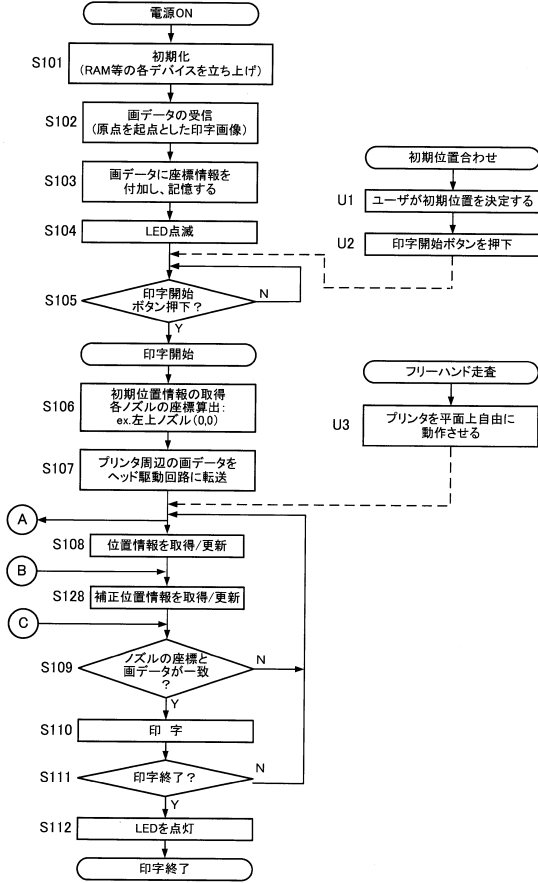 電源ON
S101
初期化
(RAM等の各デバイスを立ち上げ)
S102
画データの受信
(原点を起点とした印字画像)
S103
画データに座標情報を
付加し、記憶する
S104
LED点滅
S105
印字開始
ボタン押下?
N
Y
印字開始
S106
初期位置情報の取得
各ノズルの座標算出:
ex.左上ノズル(0,0)
S107
プリンタ周辺の画データを
ヘッド駆動回路に転送
A
S108
位置情報を取得/更新
B
S128
補正位置情報を取得/更新
C
S109
ノズルの座標と
画データが一致
?
N
Y
S110
印 字
S111
印字終了?
N
Y
S112
LEDを点灯
印字終了
初期位置合わせ
U1
ユーザが初期位置を決定する
U2
印字開始ボタンを押下
フリーハンド走査
U3
プリンタを平面上自由に
動作させる